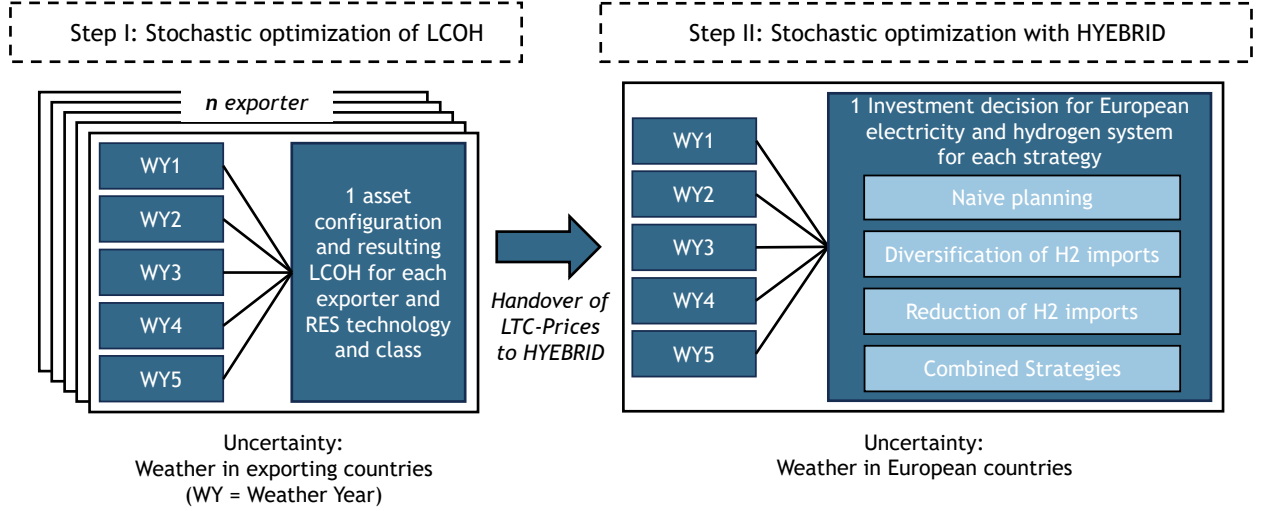 Step I: Stochastic optimization of LCOH
n exporter
WY1
WY2
WY3
WY4
WY5
1 asset
configuration
and resulting
LCOH for each
exporter and
RES technology
and class
Uncertainty:
Weather in exporting countries
(WY = Weather Year)
Handover of
LTC-Prices
to HYEBRID
Step II: Stochastic optimization with HYEBRID
WY1
WY2
WY3
WY4
WY5
1 Investment decision for European
electricity and hydrogen system
for each strategy
Naive planning
Diversification of H2 imports
Reduction of H2 imports
Combined Strategies
Uncertainty:
Weather in European countries